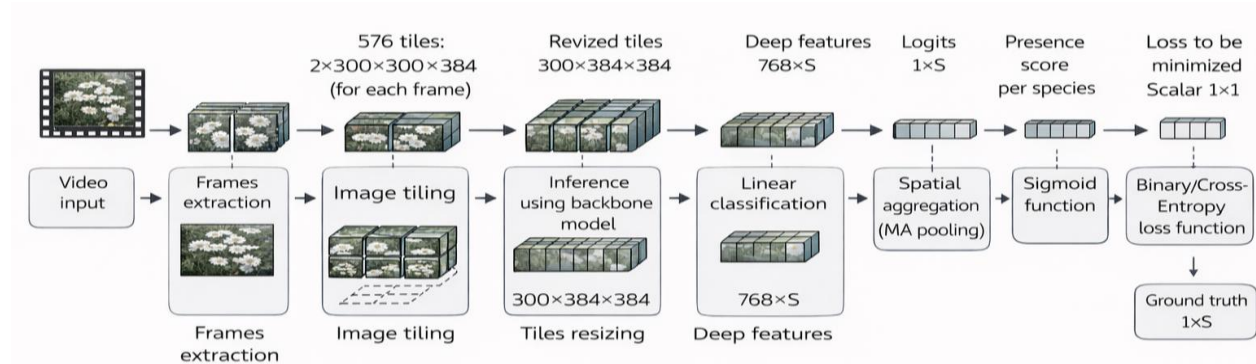 576 tiles:
2×300×300×384
(for each frame)
Revized tiles
300×384×384
Deep features
768×S
Logits
1×S
Presence
score
per species
Loss to be
minimized
Scalar 1×1
Video
input
Frames
extraction
Image tiling
Inference
using backbone
model
300×384×384
Linear
classification
768×S
Spatial
aggregation
(MA pooling)
Sigmoid
function
Binary/Cross-
Entropy
loss function
Ground truth
1×S
Frames
extraction
Image tiling
Tiles resizing
Deep features